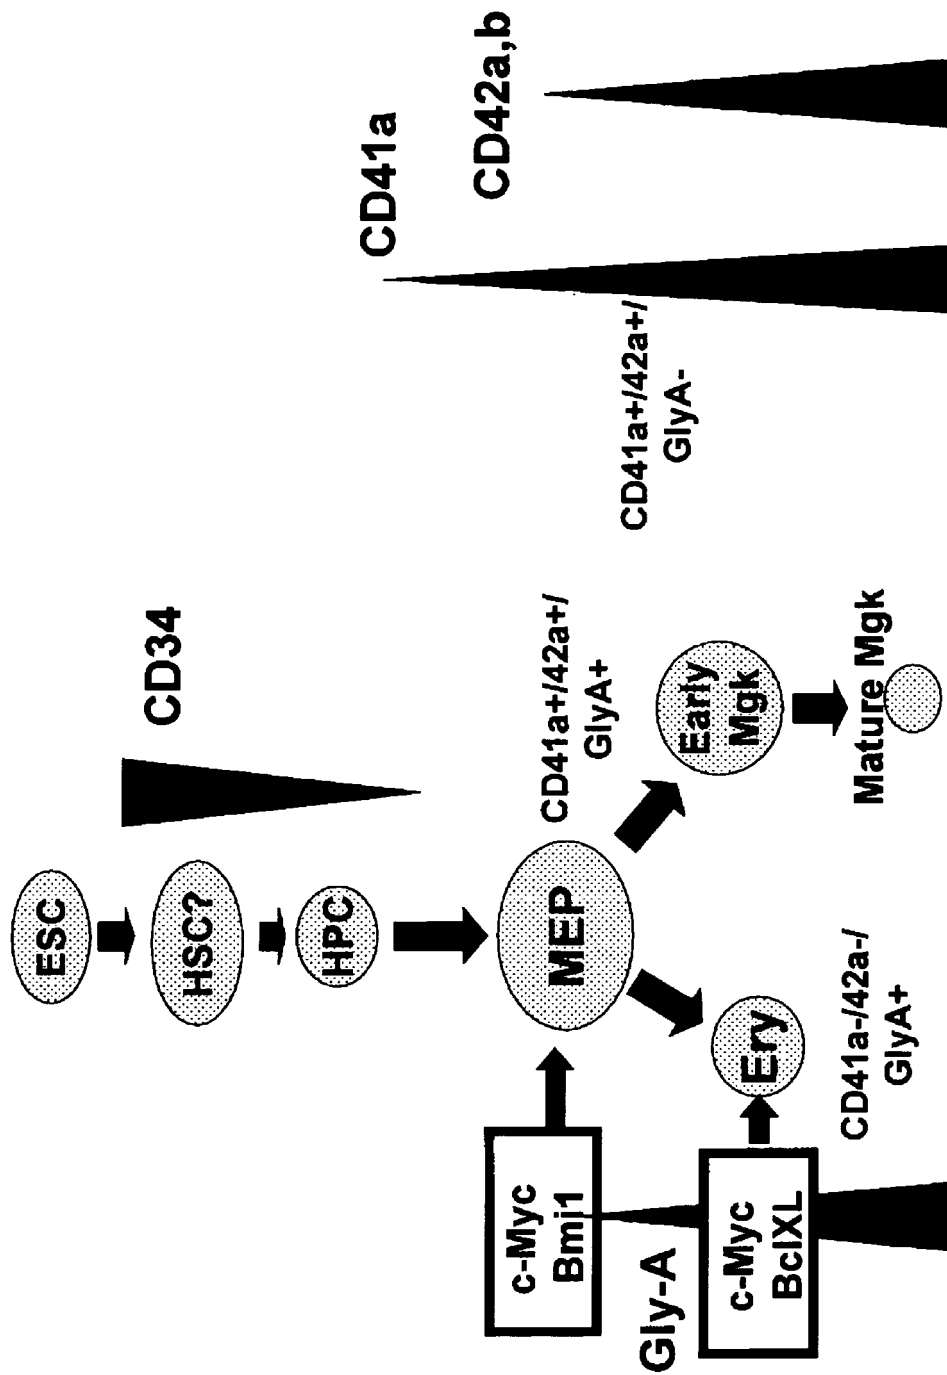 ESC
HSC?
HPC
CD34
CD41a
CD42a,b
MEP
CD41a+/42a+/
GlyA+
c-Myc
Bmi1
Gly-A
c-Myc
BclXL
Ery
CD41a-/42a-/
GlyA+
Early
Mgk
CD41a+/42a+/
GlyA-
Mature Mgk